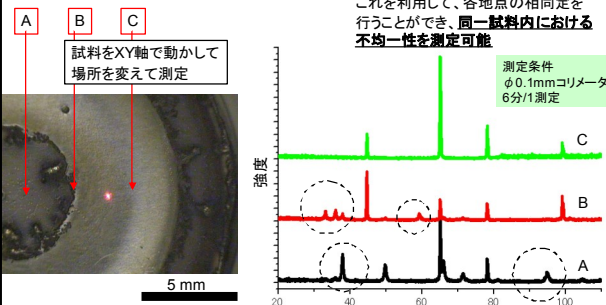 これを利用して、各地点の相同定を
行うことができ、同一試料内における
不均一性を測定可能
A
B
C
試料をXY軸で動かして
場所を変えて測定
測定条件
φ0.1mmコリメータ
6分/1測定
強度
C
B
A
5 mm
20
40
60
80
100